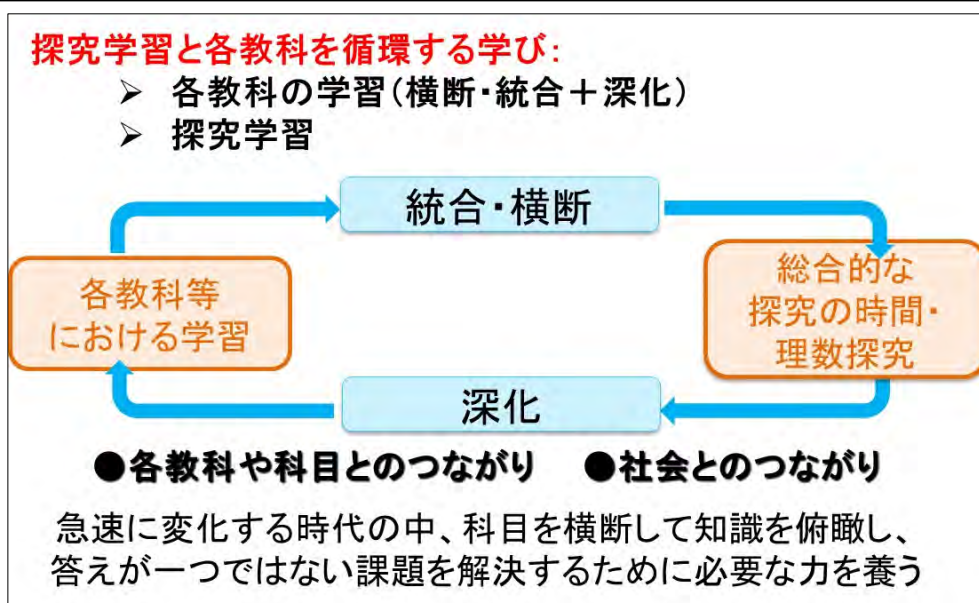 探究学習と各教科を循環する学び:
➢ 各教科の学習(横断・統合+深化)
➢ 探究学習
統合・横断
各教科等
における学習
総合的な
探究の時間・
理数探究
深化
●各教科や科目とのつながり ●社会とのつながり
急速に変化する時代の中、科目を横断して知識を俯瞰し、
答えが一つではない課題を解決するために必要な力を養う